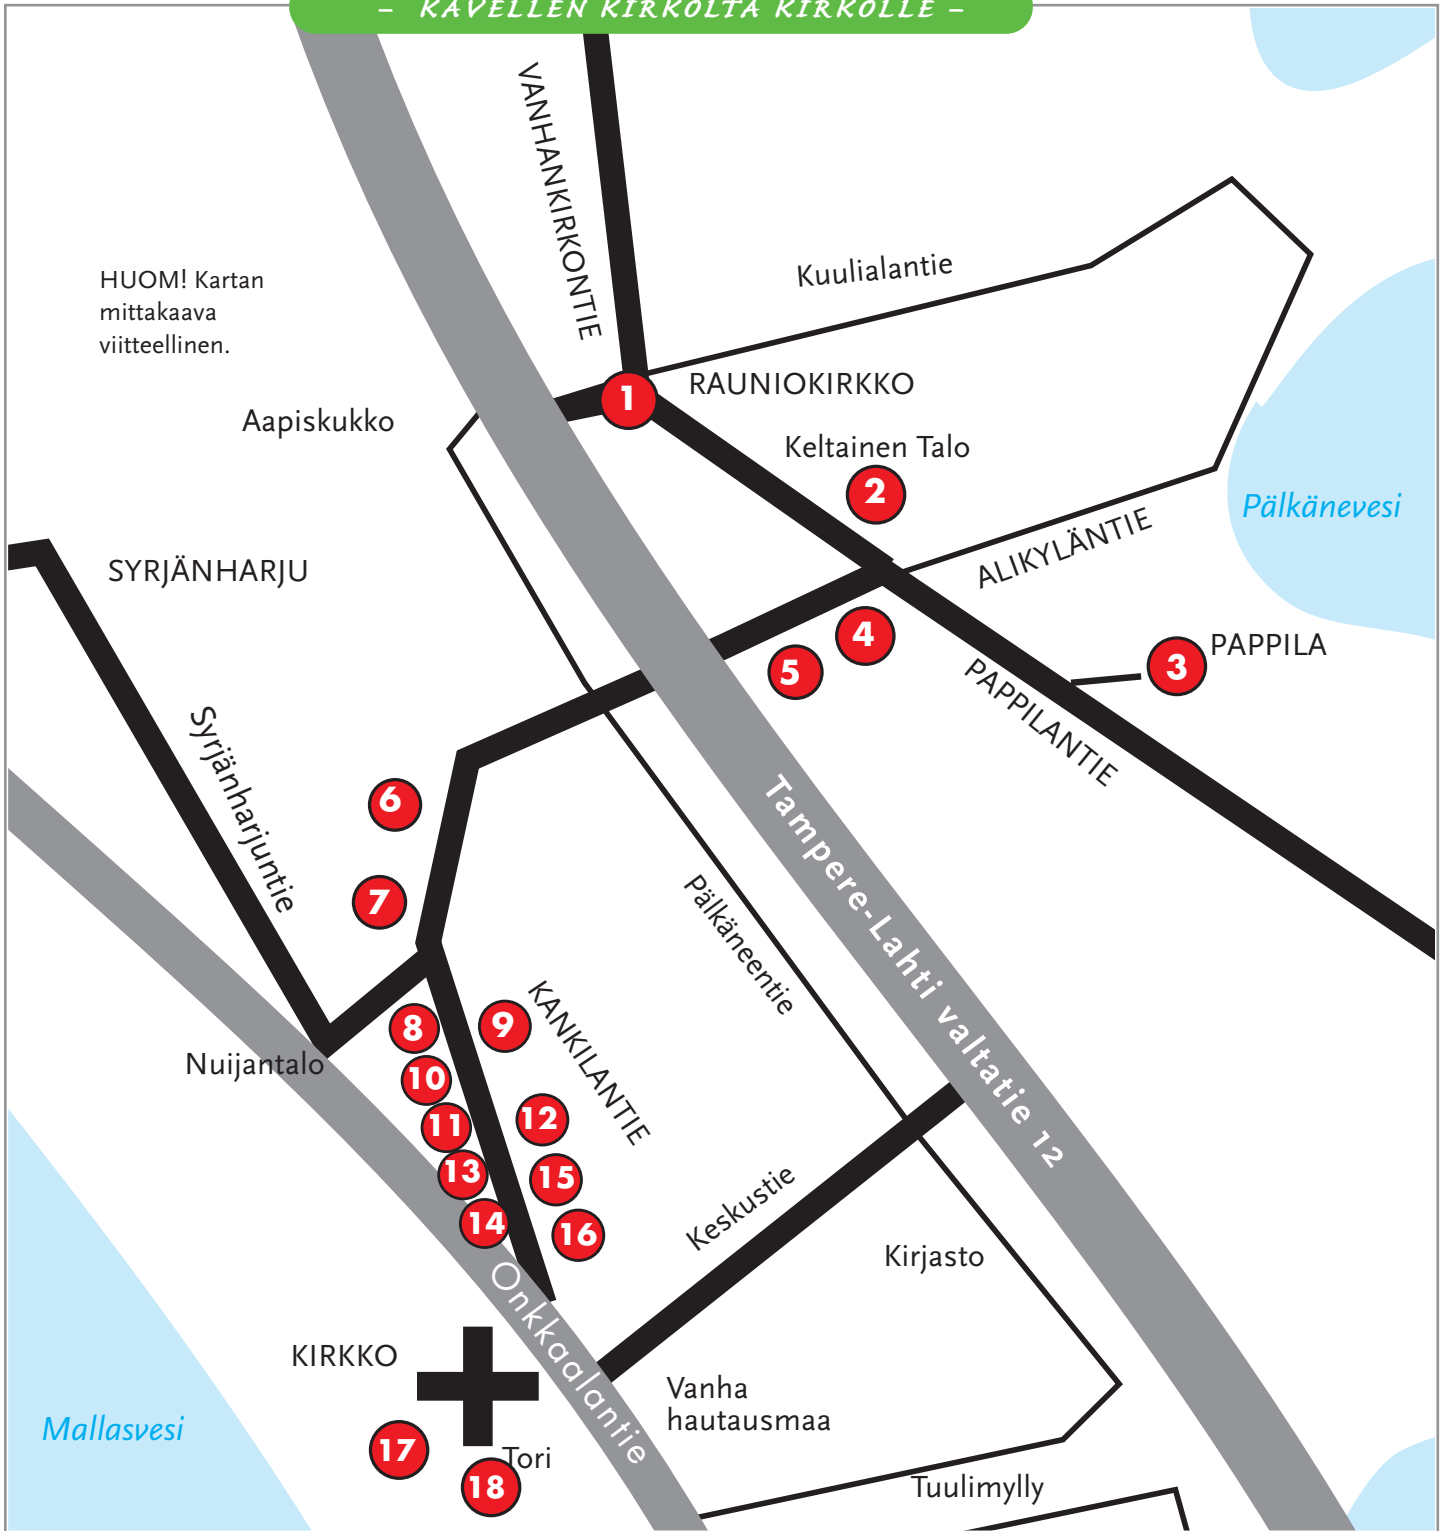 – KÄVELLEN KIRKOLTA KIRKOLLE –
VANHANKIRKONTIE
Kuulialantie
HUOM! Kartan
mittakaava
viitteellinen.
1
RAUNIOKIRKKO
Aapiskukko
Keltainen Talo
2
Pälkänevesi
ALIKYLÄNTIE
SYRJÄNHARJU
4
3
PAPPILA
5
PAPPILANTIE
Syrjänharjuntie
6
7
Tampere-Lahti valtatie 12
Pälkäneentie
KANKILANTIE
8
9
Nuijantalo
10
11
12
13
15
14
16
Keskustie
Kirjasto
Onkkaalantie
KIRKKO
Vanha
hautausmaa
Mallasvesi
17
Tori
18
Tuulimylly